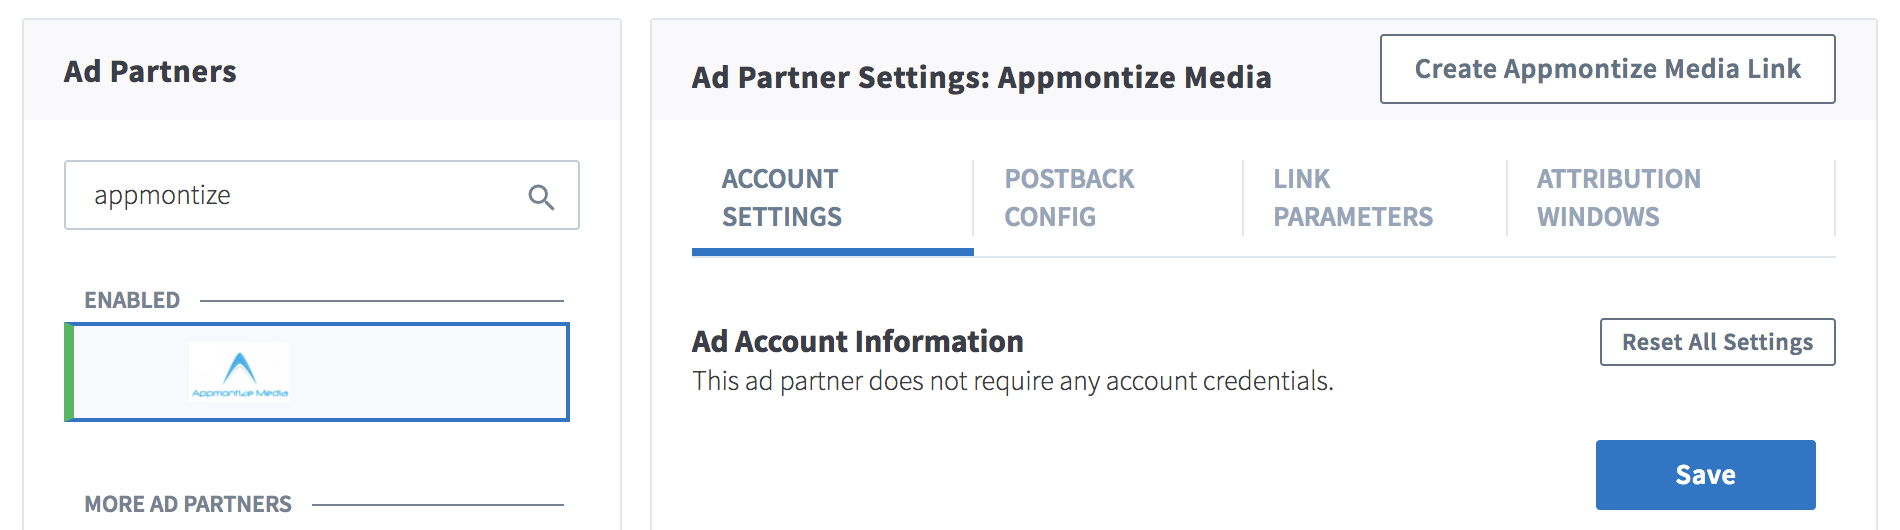 Ad Partners
appmontize
ENABLED
Appmontize Media
MORE AD PARTNERS
Ad Partner Settings: Appmontize Media
Create Appmontize Media Link
ACCOUNT
SETTINGS
POSTBACK
CONFIG
LINK
PARAMETERS
ATTRIBUTION
WINDOWS
Ad Account Information
Reset All Settings
This ad partner does not require any account credentials.
Save